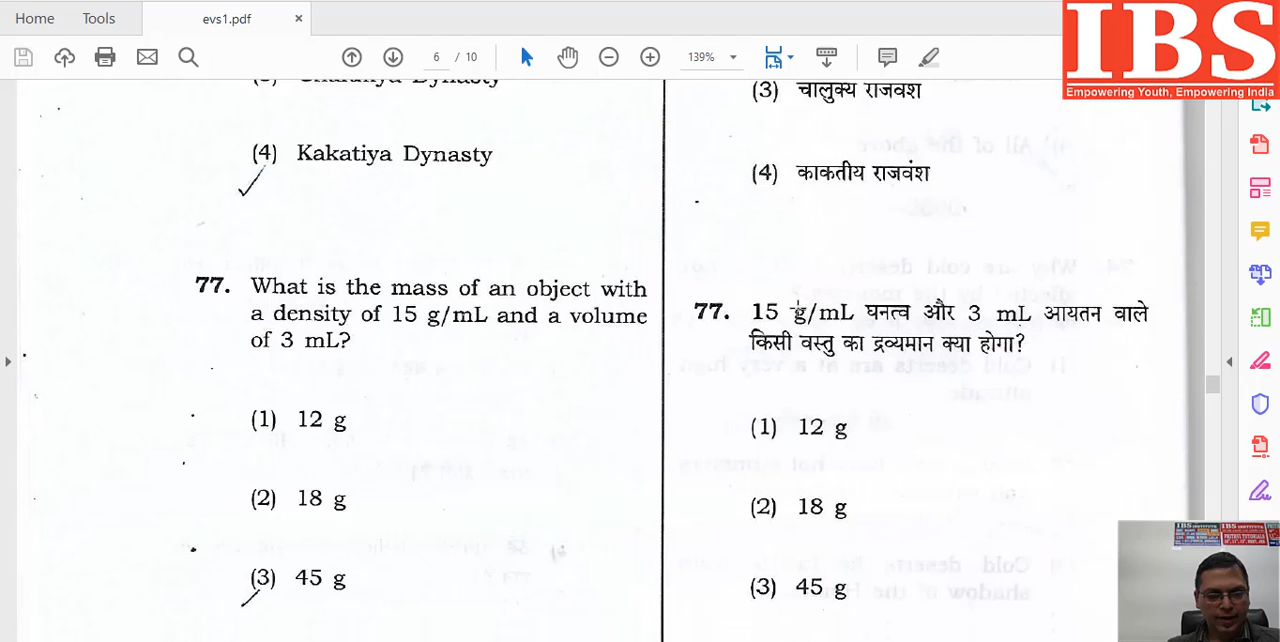 Home Tools evs1.pdf ×
6 / 10 139%
IBS
Empowering Youth, Empowering India
Dynasty
(4) Kakatiya Dynasty
77. What is the mass of an object with
a density of 15 g/mL and a volume
of 3 mL?
(1) 12 g
(2) 18 g
(3) 45 g
(3) चालुक्य राजवंश
(4) काकतीय राजवंश
77. 15 g/mL घनत्व और 3 mL आयतन वाले
किसी वस्तु का द्रव्यमान क्या होगा?
(1) 12 g
(2) 18 g
(3) 45 g